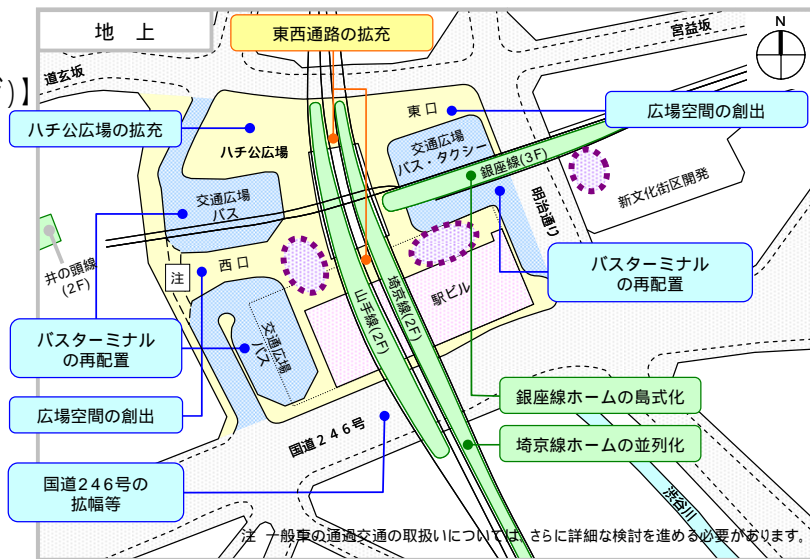 地 上
東西通路の拡充
宮益坂
N
道玄坂
)】
ハチ公広場の拡充
ハチ公広場
東口
広場空間の創出
交通広場
バス・タクシー
銀座線(3F)
新文化街区開発
明治通り
交通広場
バス
井の頭線
(2F)
注
西口
バスターミナル
の再配置
駅ビル
山手線(2F)
埼京線(2F)
バスターミナル
の再配置
交通広場
バス
広場空間の創出
銀座線ホームの島式化
国道246号
埼京線ホームの並列化
国道246号の
拡幅等
渋谷川
注 一般車の通過交通の取扱いについては、さらに詳細な検討を進める必要があります。